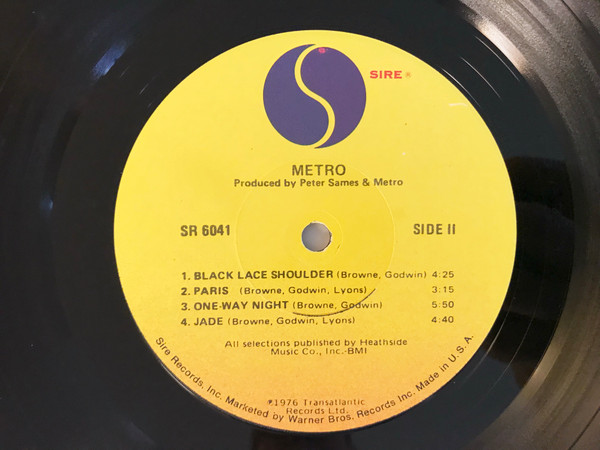 SIRE ®
METRO
Produced by Peter Sames & Metro
SR 6041 SIDE II
1. BLACK LACE SHOULDER (Browne, Godwin) 4:25
2. PARIS (Browne, Godwin, Lyons) 3:15
3. ONE-WAY NIGHT (Browne, Godwin) 5:50
4. JADE (Browne, Godwin, Lyons) 4:40
All selections published by Heathside
Music Co., Inc.-BMI
℗1976 Transatlantic
Records Ltd.
Sire Records, Inc. Marketed by Warner Bros. Records Inc. Made in U.S.A.